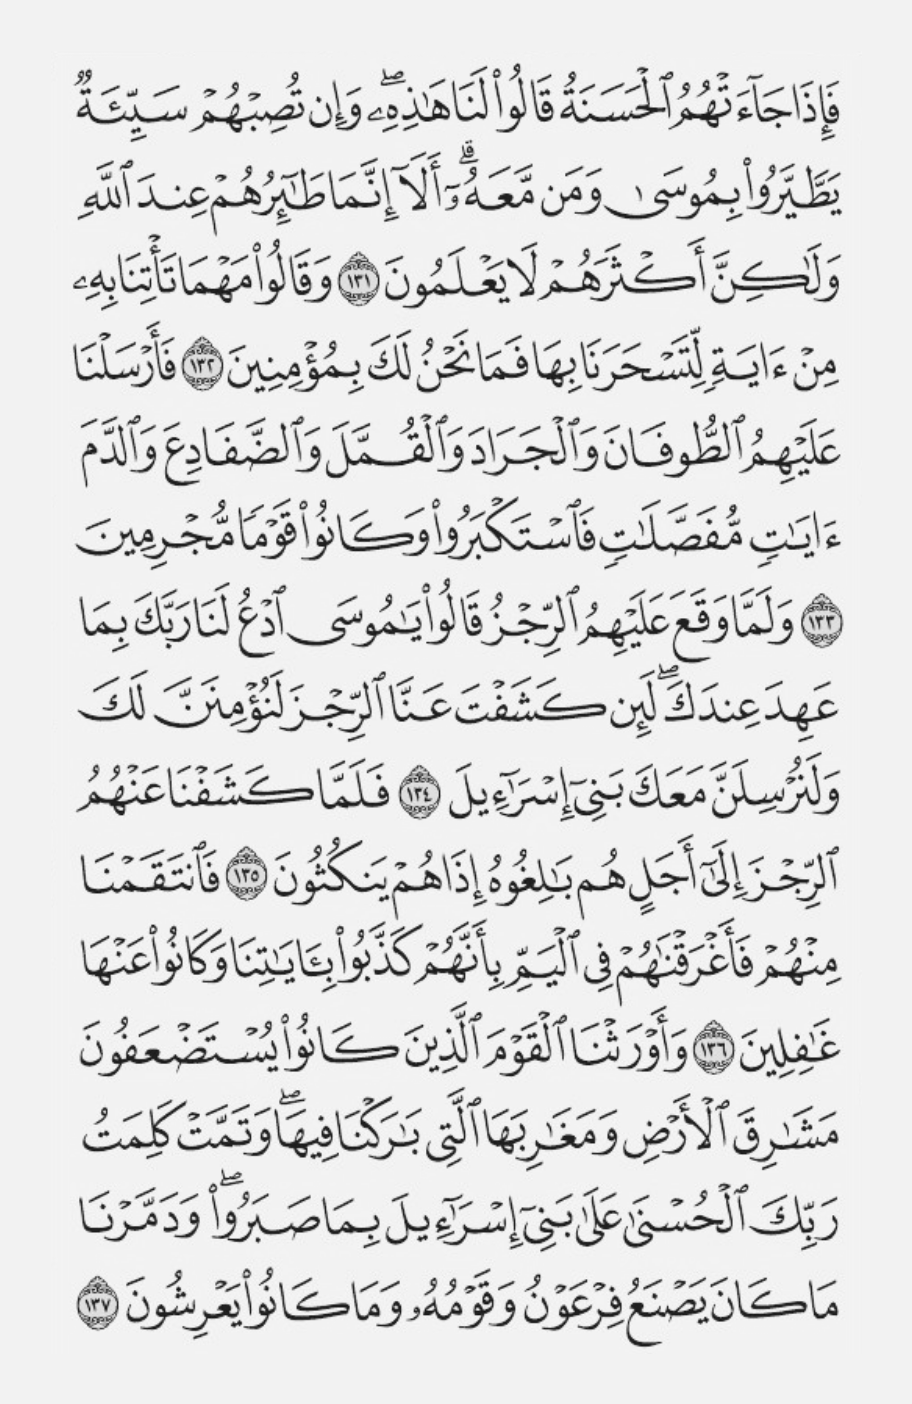 فَإِذَا جَآءَتْهُمُ ٱلْحَسَنَةُ قَالُوا۟ لَنَا هَٰذِهِۦ ۖ وَإِن تُصِبْهُمْ سَيِّئَةٌ
يَطَّيَّرُوا۟ بِمُوسَىٰ وَمَن مَّعَهُۥٓ ۗ أَلَآ إِنَّمَا طَٰٓئِرُهُمْ عِندَ ٱللَّهِ
وَلَٰكِنَّ أَكْثَرَهُمْ لَا يَعْلَمُونَ ١٣١ وَقَالُوا۟ مَهْمَا تَأْتِنَا بِهِۦ
مِنْ ءَايَةٍ لِّتَسْحَرَنَا بِهَا فَمَا نَحْنُ لَكَ بِمُؤْمِنِينَ ١٣٢ فَأَرْسَلْنَا
عَلَيْهِمُ ٱلطُّوفَانَ وَٱلْجَرَادَ وَٱلْقُمَّلَ وَٱلضَّفَادِعَ وَٱلدَّمَ
ءَايَٰتٍ مُّفَصَّلَٰتٍ فَٱسْتَكْبَرُوا۟ وَكَانُوا۟ قَوْمًا مُّجْرِمِينَ
١٣٣ وَلَمَّا وَقَعَ عَلَيْهِمُ ٱلرِّجْزُ قَالُوا۟ يَٰمُوسَى ٱدْعُ لَنَا رَبَّكَ بِمَا
عَهِدَ عِندَكَ ۖ لَئِن كَشَفْتَ عَنَّا ٱلرِّجْزَ لَنُؤْمِنَنَّ لَكَ
وَلَنُرْسِلَنَّ مَعَكَ بَنِىٓ إِسْرَٰٓءِيلَ ١٣٤ فَلَمَّا كَشَفْنَا عَنْهُمُ
ٱلرِّجْزَ إِلَىٰٓ أَجَلٍ هُم بَٰلِغُوهُ إِذَا هُمْ يَنكُثُونَ ١٣٥ فَٱنتَقَمْنَا
مِنْهُمْ فَأَغْرَقْنَٰهُمْ فِى ٱلْيَمِّ بِأَنَّهُمْ كَذَّبُوا۟ بِـَٔايَٰتِنَا وَكَانُوا۟ عَنْهَا
غَٰفِلِينَ ١٣٦ وَأَوْرَثْنَا ٱلْقَوْمَ ٱلَّذِينَ كَانُوا۟ يُسْتَضْعَفُونَ
مَشَٰرِقَ ٱلْأَرْضِ وَمَغَٰرِبَهَا ٱلَّتِى بَٰرَكْنَا فِيهَا ۖ وَتَمَّتْ كَلِمَتُ
رَبِّكَ ٱلْحُسْنَىٰ عَلَىٰ بَنِىٓ إِسْرَٰٓءِيلَ بِمَا صَبَرُوا۟ ۖ وَدَمَّرْنَا
مَا كَانَ يَصْنَعُ فِرْعَوْنُ وَقَوْمُهُۥ وَمَا كَانُوا۟ يَعْرِشُونَ ١٣٧